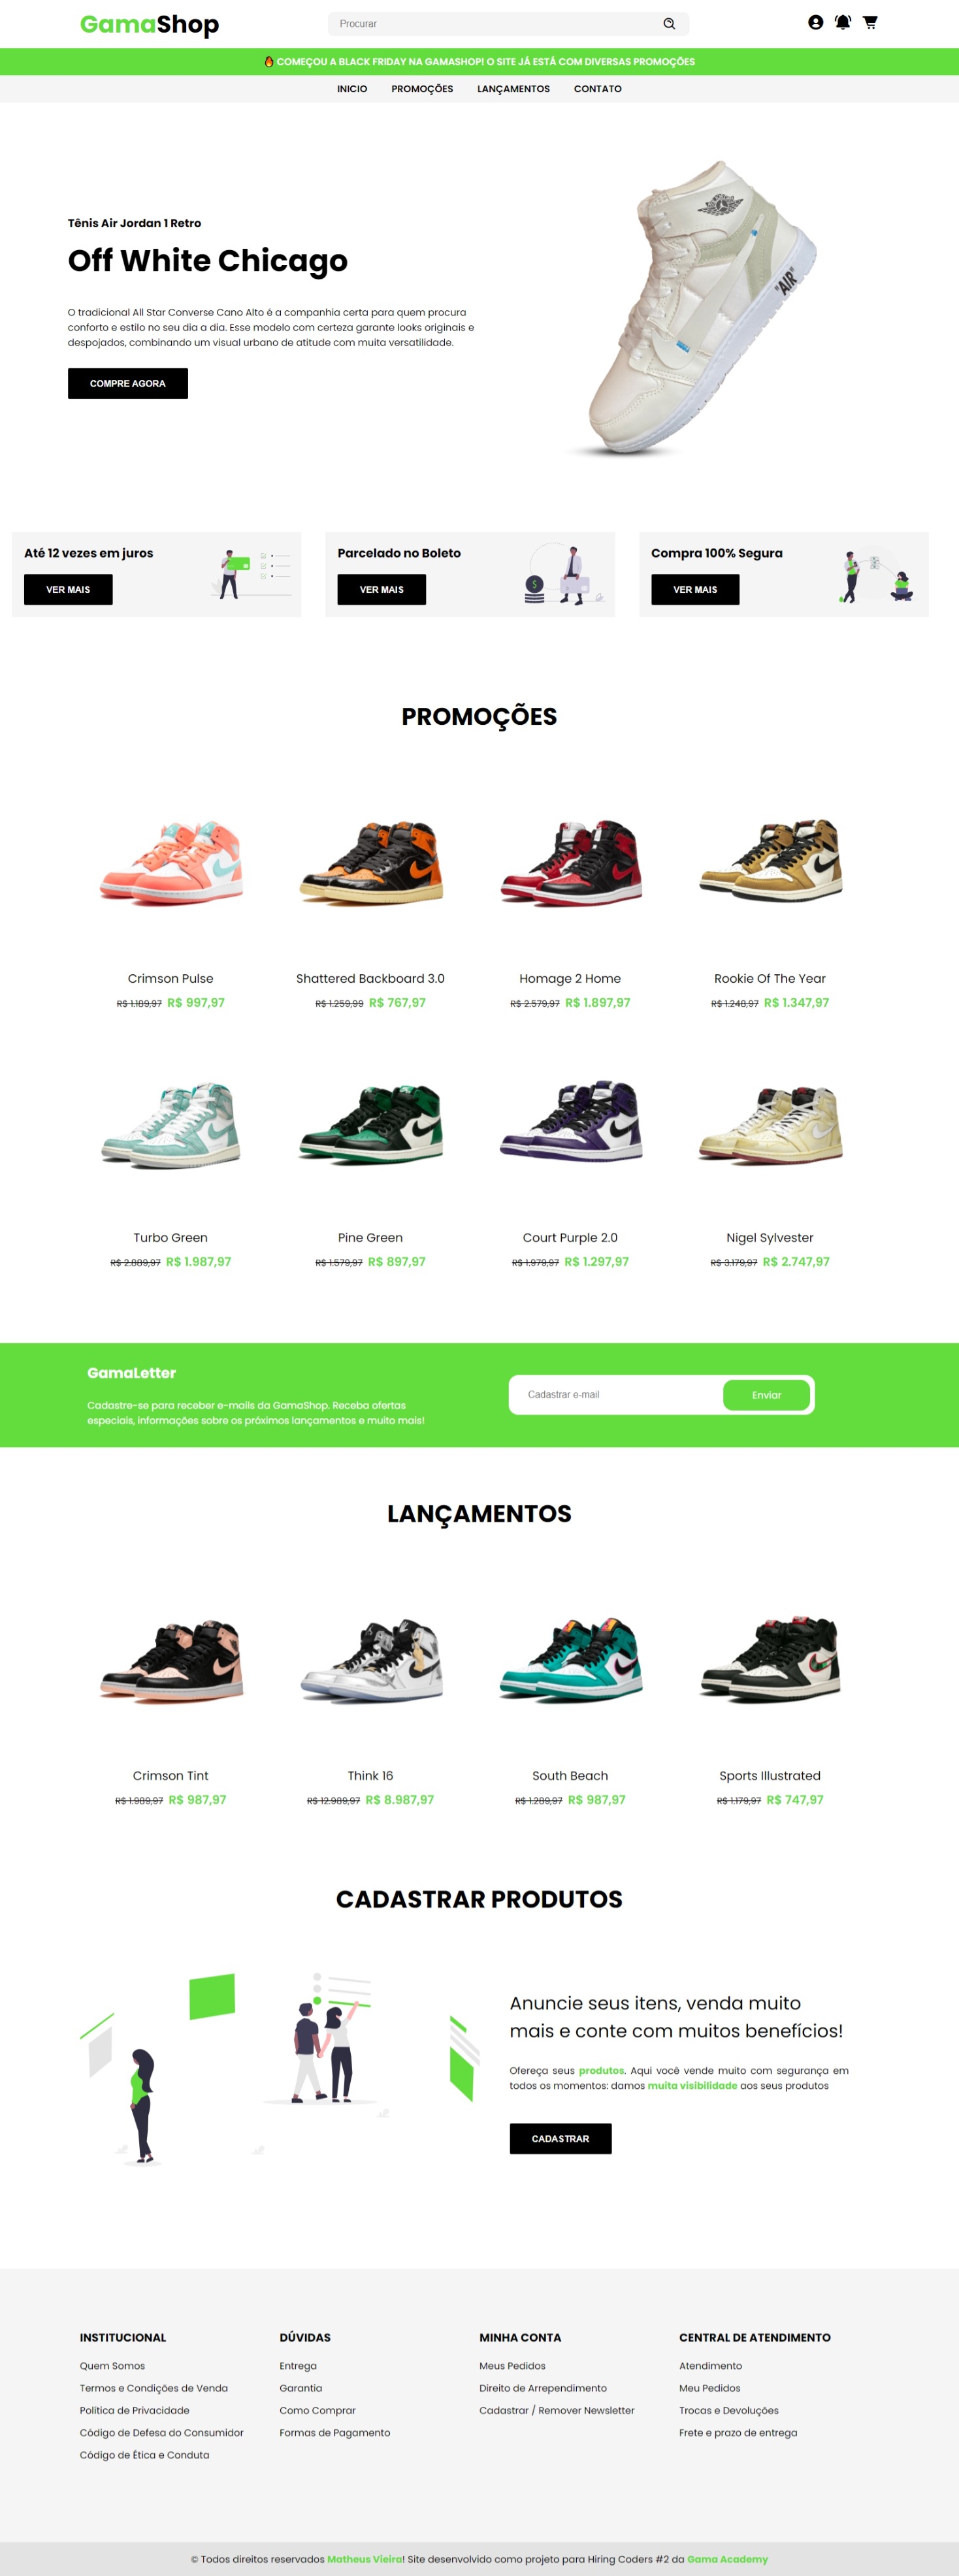 GamaShop
Procurar
COMEÇOU A BLACK FRIDAY NA GAMASHOP! O SITE JÁ ESTÁ COM DIVERSAS PROMOÇÕES
INICIO PROMOÇÕES LANÇAMENTOS CONTATO
Tênis Air Jordan 1 Retro
Off White Chicago
O tradicional All Star Converse Cano Alto é a companhia certa para quem procura
conforto e estilo no seu dia a dia. Esse modelo com certeza garante looks originais e
despojados, combinando um visual urbano de atitude com muita versatilidade.
COMPRE AGORA
"AIR"
Até 12 vezes em juros
VER MAIS
Parcelado no Boleto
VER MAIS
Compra 100% Segura
VER MAIS
PROMOÇÕES
Crimson Pulse Shattered Backboard 3.0 Homage 2 Home Rookie Of The Year
R$ 1.189,97 R$ 997,97 R$ 1.259,99 R$ 767,97 R$ 2.579,97 R$ 1.897,97 R$ 1.248,97 R$ 1.347,97
Turbo Green Pine Green Court Purple 2.0 Nigel Sylvester
R$ 2.889,97 R$ 1.987,97 R$ 1.579,97 R$ 897,97 R$ 1.979,97 R$ 1.297,97 R$ 3.179,97 R$ 2.747,97
GamaLetter
Cadastre-se para receber e-mails da GamaShop. Receba ofertas
especiais, informações sobre os próximos lançamentos e muito mais!
Cadastrar e-mail
Enviar
LANÇAMENTOS
Crimson Tint Think 16 South Beach Sports Illustrated
R$ 1.989,97 R$ 987,97 R$ 12.989,97 R$ 8.987,97 R$ 1.289,97 R$ 987,97 R$ 1.179,97 R$ 747,97
CADASTRAR PRODUTOS
Anuncie seus itens, venda muito
mais e conte com muitos benefícios!
Ofereça seus produtos. Aqui você vende muito com segurança em
todos os momentos: damos muita visibilidade aos seus produtos
CADASTRAR
INSTITUCIONAL
Quem Somos
Termos e Condições de Venda
Política de Privacidade
Código de Defesa do Consumidor
Código de Ética e Conduta
DÚVIDAS
Entrega
Garantia
Como Comprar
Formas de Pagamento
MINHA CONTA
Meus Pedidos
Direito de Arrependimento
Cadastrar / Remover Newsletter
CENTRAL DE ATENDIMENTO
Atendimento
Meu Pedidos
Trocas e Devoluções
Frete e prazo de entrega
© Todos direitos reservados Matheus Vieira! Site desenvolvido como projeto para Hiring Coders #2 da Gama Academy